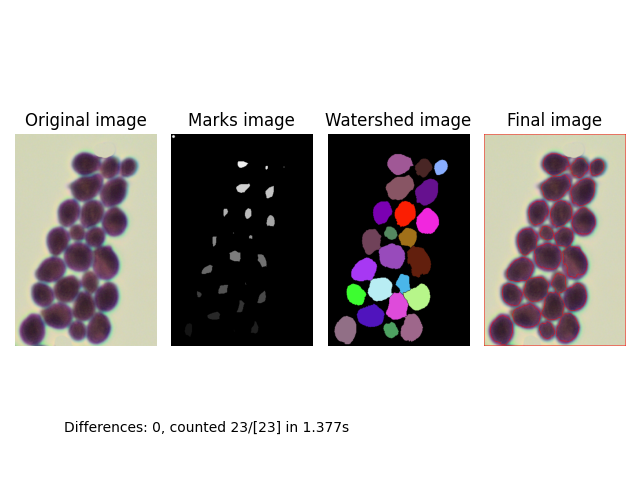 Original image
Marks image
Watershed image
Final image
Differences: 0, counted 23/[23] in 1.377s